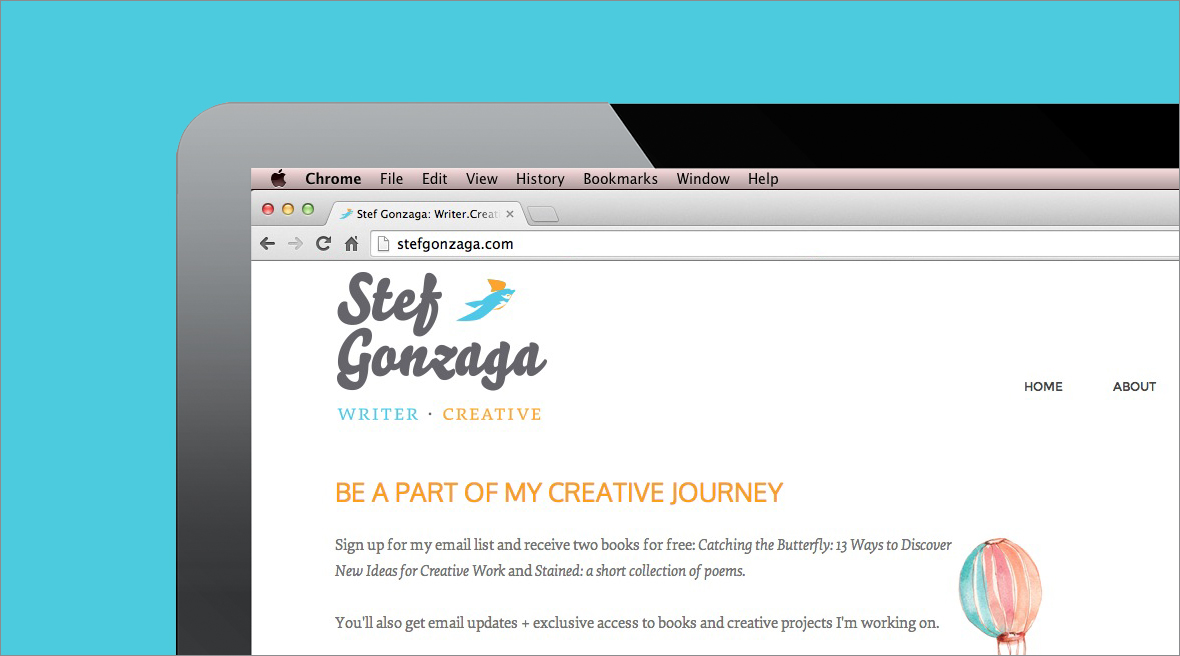 Chrome File Edit View History Bookmarks Window Help
Stef Gonzaga: Writer.Creat
stefgonzaga.com
Stef
Gonzaga
WRITER · CREATIVE
HOME ABOUT
BE A PART OF MY CREATIVE JOURNEY
Sign up for my email list and receive two books for free: Catching the Butterfly: 13 Ways to Discover
New Ideas for Creative Work and Stained: a short collection of poems.
You'll also get email updates + exclusive access to books and creative projects I'm working on.